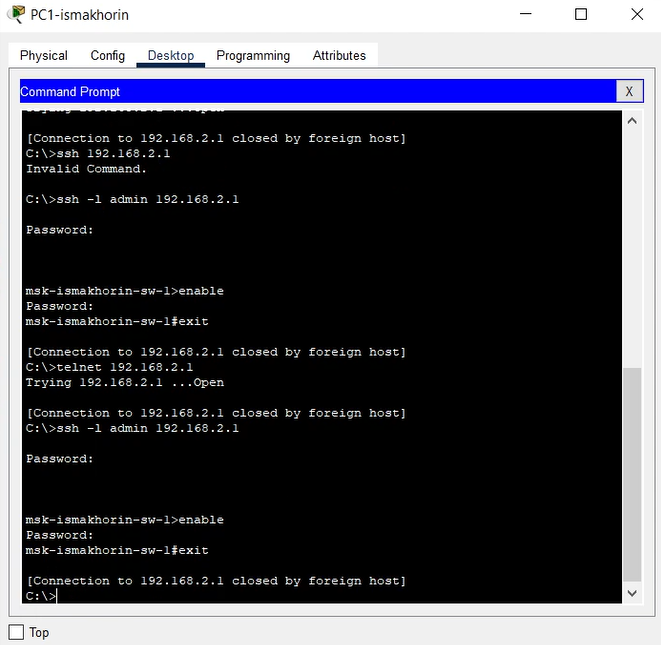 PC1-ismakhorin
Physical Config Desktop Programming Attributes
Command Prompt X
[Connection to 192.168.2.1 closed by foreign host]
C:\>ssh 192.168.2.1
Invalid Command.
C:\>ssh -l admin 192.168.2.1
Password:
msk-ismakhorin-sw-1>enable
Password:
msk-ismakhorin-sw-1#exit
[Connection to 192.168.2.1 closed by foreign host]
C:\>telnet 192.168.2.1
Trying 192.168.2.1 ...Open
[Connection to 192.168.2.1 closed by foreign host]
C:\>ssh -l admin 192.168.2.1
Password:
msk-ismakhorin-sw-1>enable
Password:
msk-ismakhorin-sw-1#exit
[Connection to 192.168.2.1 closed by foreign host]
C:\>
Top